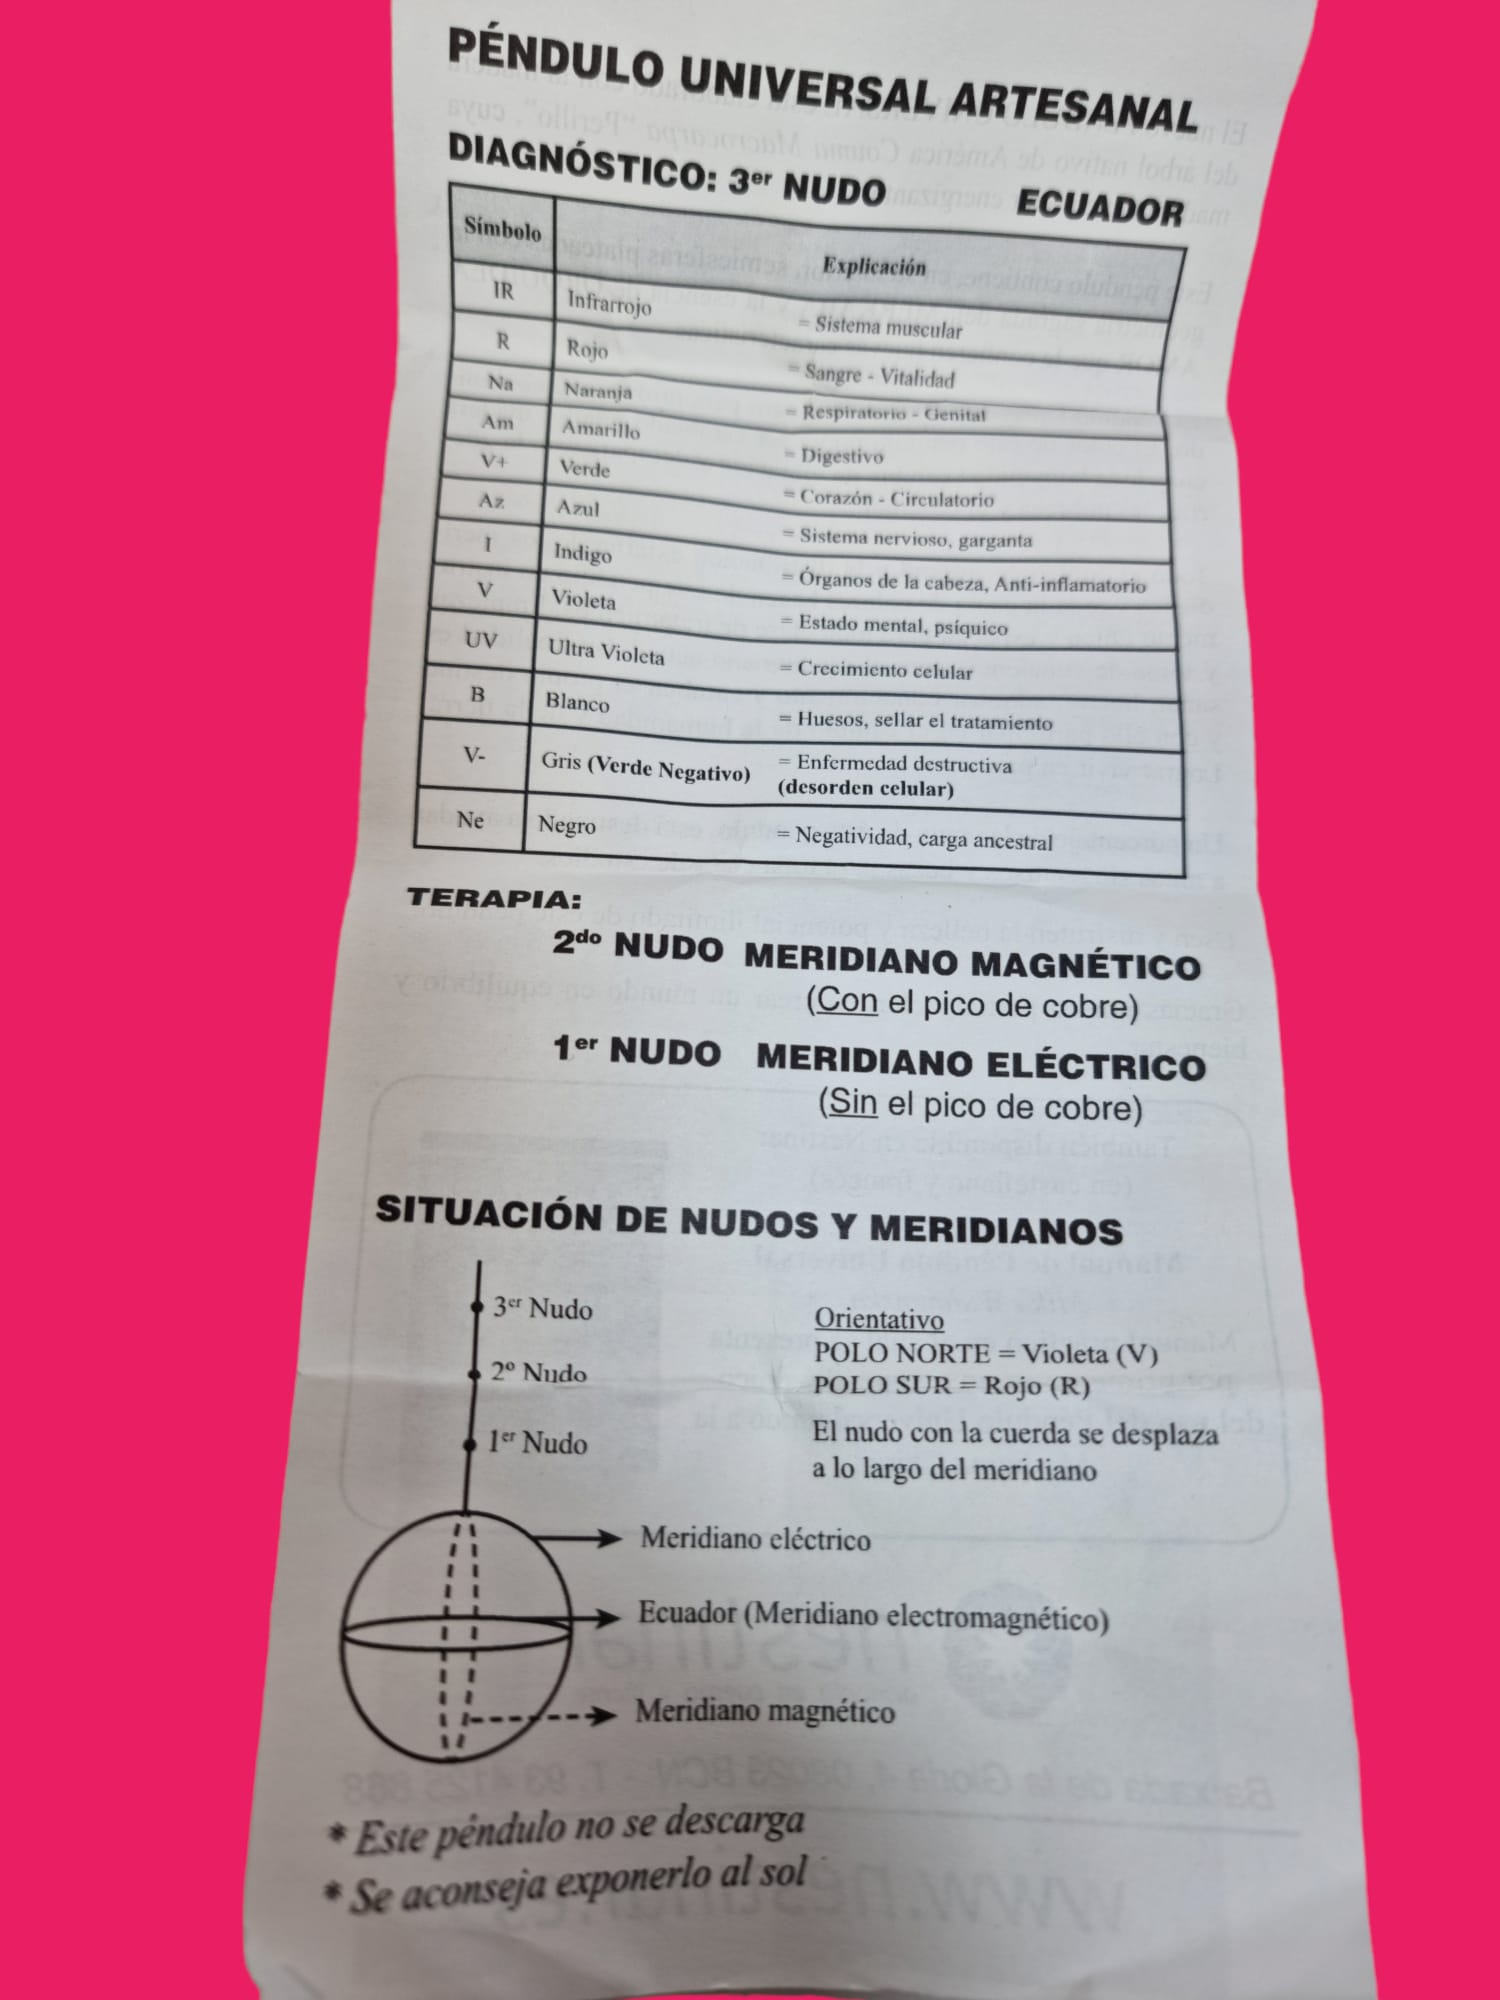 PÉNDULO UNIVERSAL ARTESANAL
DIAGNÓSTICO: 3er NUDO ECUADOR
Símbolo Explicación
IR Infrarrojo = Sistema muscular
R Rojo = Sangre - Vitalidad
Na Naranja = Respiratorio - Genital
Am Amarillo = Digestivo
V+ Verde = Corazón - Circulatorio
Az Azul = Sistema nervioso, garganta
I Indigo = Órganos de la cabeza, Anti-inflamatorio
V Violeta = Estado mental, psíquico
UV Ultra Violeta = Crecimiento celular
B Blanco = Huesos, sellar el tratamiento
V- Gris (Verde Negativo) = Enfermedad destructiva
(desorden celular)
Ne Negro = Negatividad, carga ancestral
TERAPIA:
2do NUDO MERIDIANO MAGNÉTICO
(Con el pico de cobre)
1er NUDO MERIDIANO ELÉCTRICO
(Sin el pico de cobre)
SITUACIÓN DE NUDOS Y MERIDIANOS
3er Nudo
2º Nudo
1er Nudo
Orientativo
POLO NORTE = Violeta (V)
POLO SUR = Rojo (R)
El nudo con la cuerda se desplaza
a lo largo del meridiano
Meridiano eléctrico
Ecuador (Meridiano electromagnético)
Meridiano magnético
* Este péndulo no se descarga
* Se aconseja exponerlo al sol